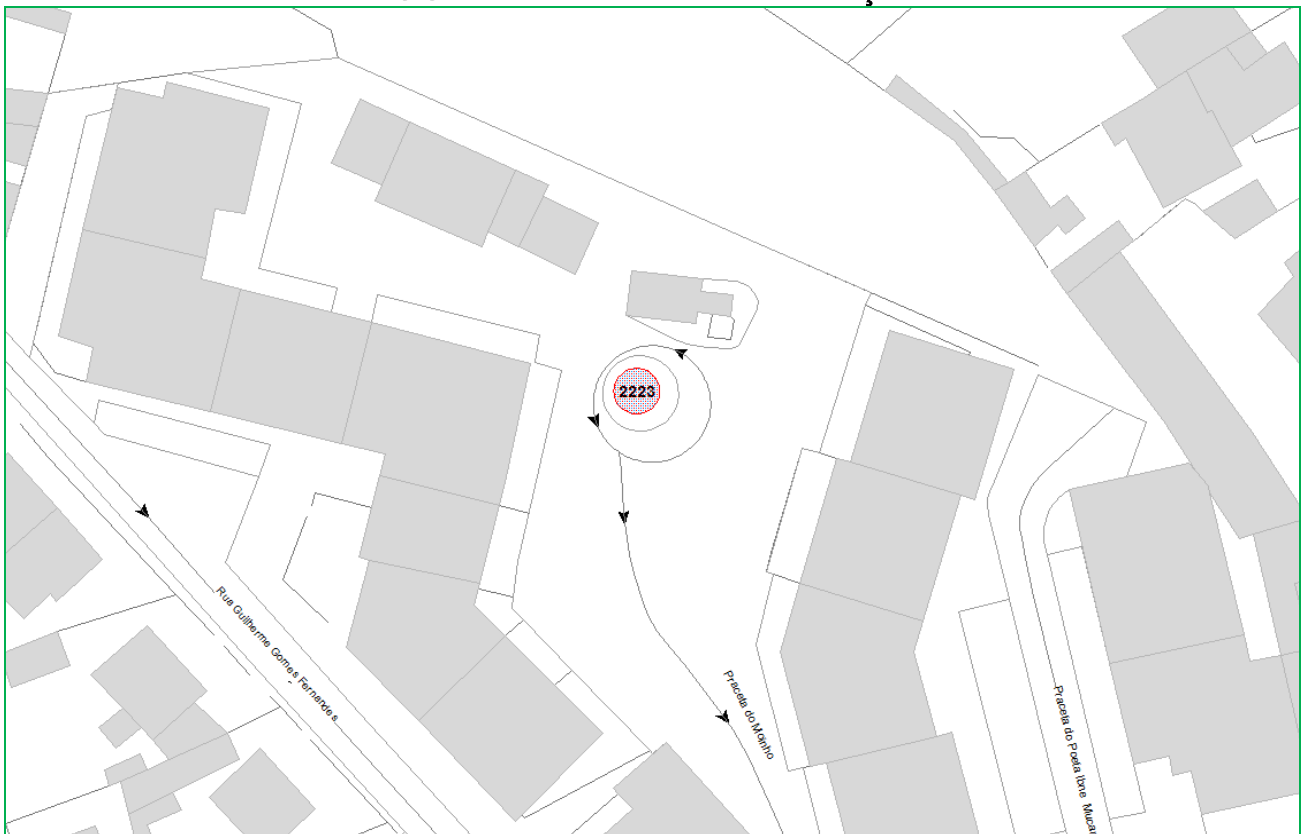 2223
Rua Guilherme Gomes Fernandes
Praceta do Moinho
Praceta do Poeta Ibne